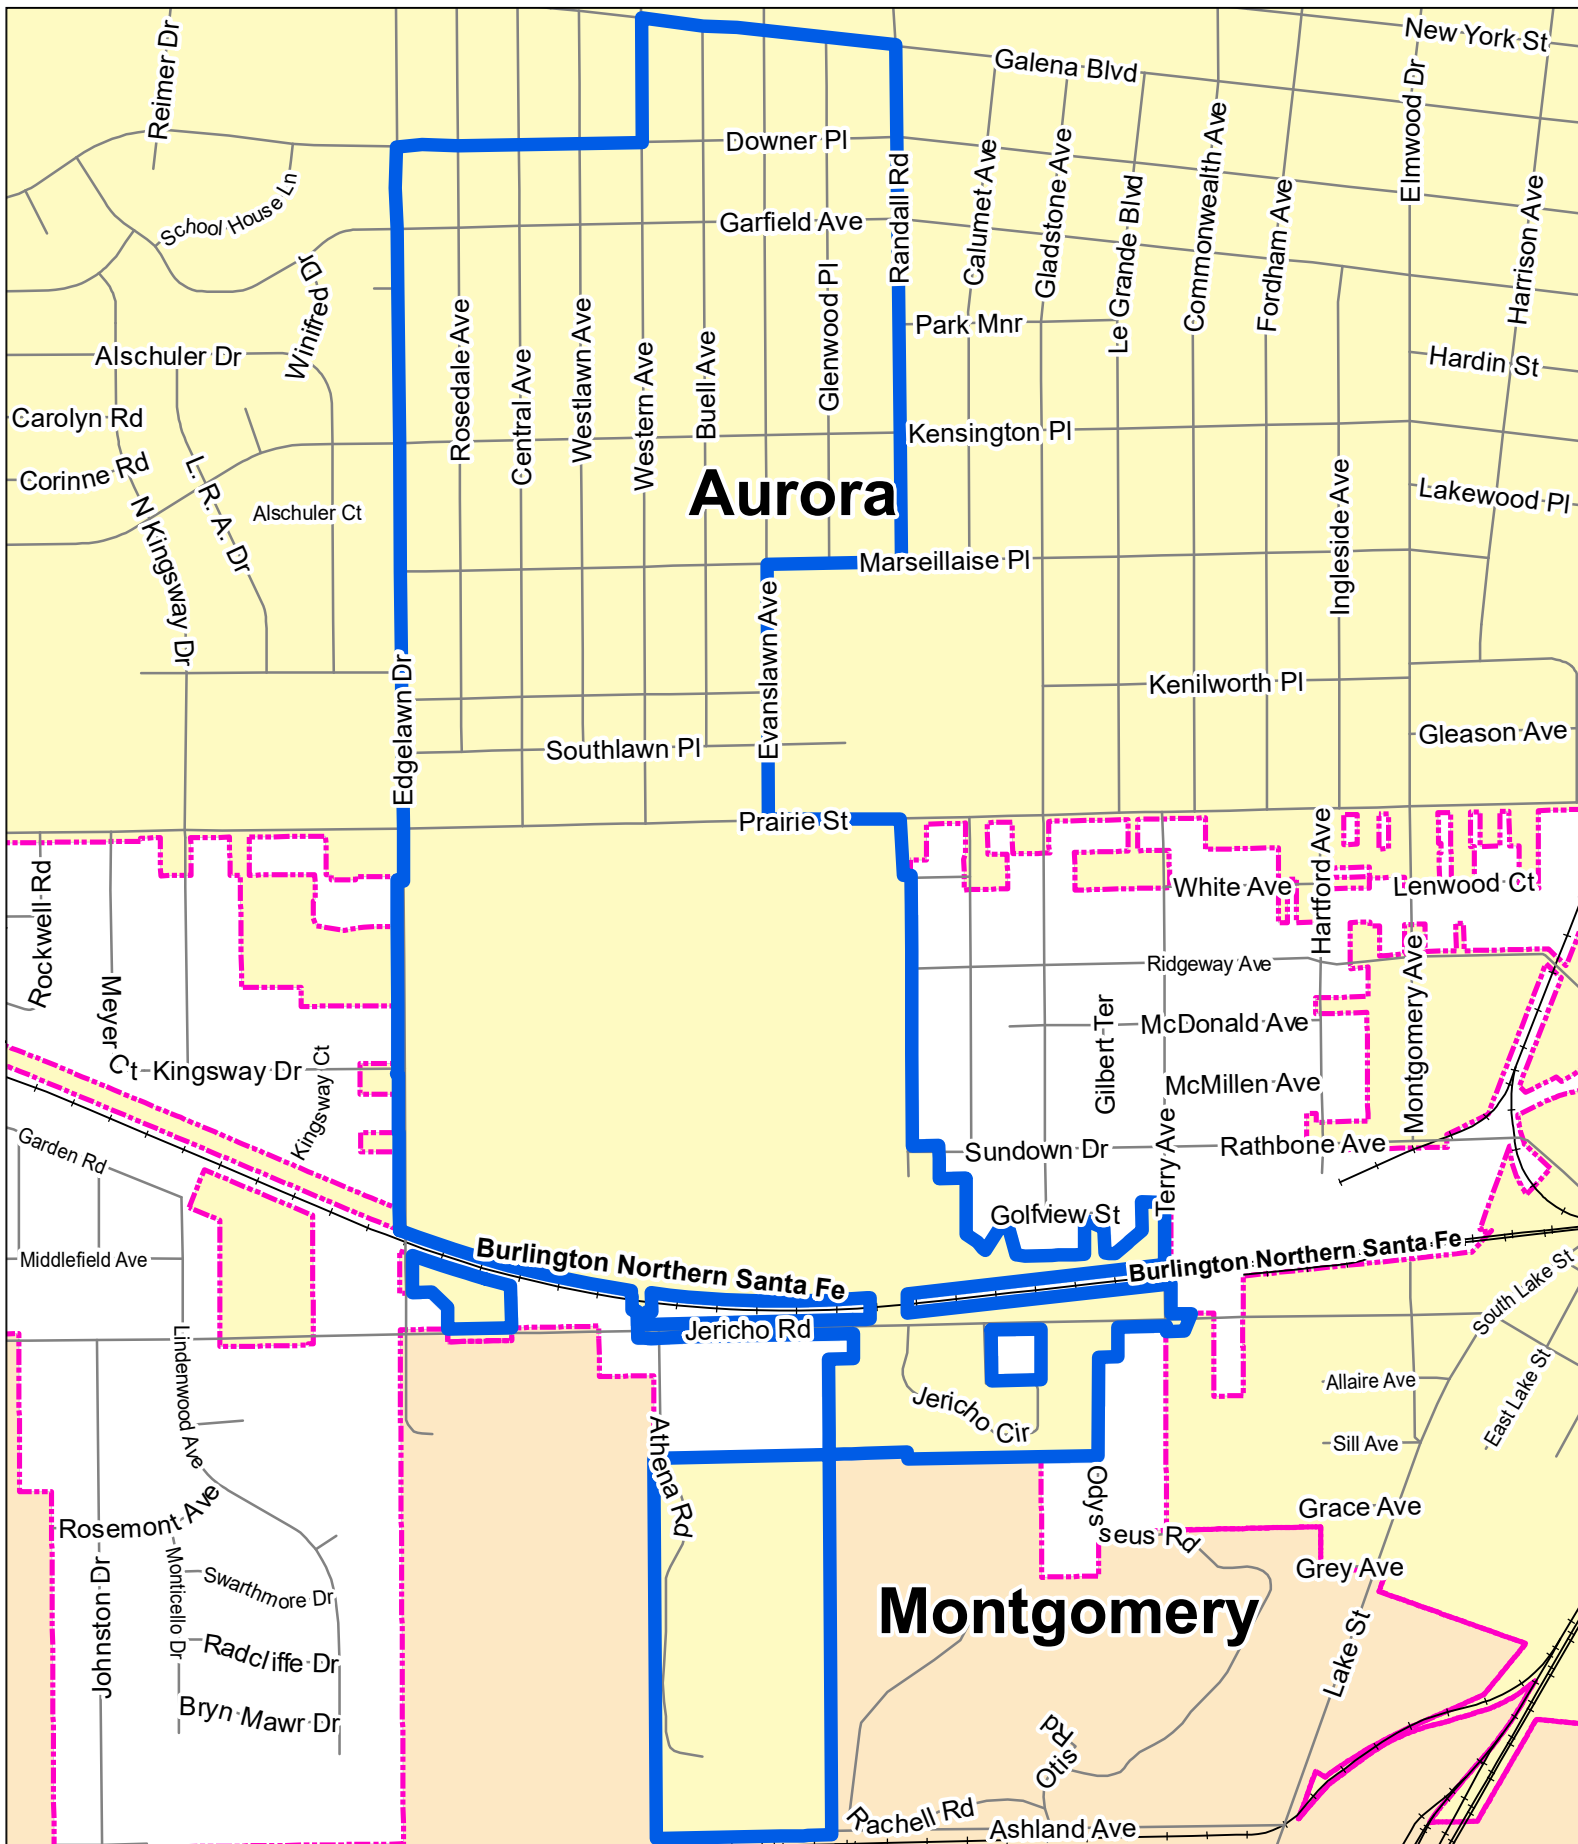 Reimer Dr
New York St
Galena Blvd
Elmwood Dr
Downer Pl
Randall Rd
Calumet Ave
Gladstone Ave
Le Grande Blvd
Commonwealth Ave
Fordham Ave
Harrison Ave
School House Ln
Garfield Ave
Winifred Dr
Glenwood Pl
Park Mnr
Alschuler Dr
Rosedale Ave
Central Ave
Westlawn Ave
Western Ave
Buell Ave
Hardin St
Carolyn Rd
Kensington Pl
Corinne Rd
L. R. A. Dr
N Kingsway Dr
Alschuler Ct
Aurora
Ingleside Ave
Lakewood Pl
Marseillaise Pl
Evanslawn Ave
Edgelawn Dr
Kenilworth Pl
Southlawn Pl
Gleason Ave
Prairie St
Hartford Ave
White Ave
Lenwood Ct
Rockwell Rd
Meyer Ct
Ridgeway Ave
Montgomery Ave
Gilbert Ter
McDonald Ave
Kingsway Dr
Kingsway Ct
McMillen Ave
Garden Rd
Sundown Dr
Terry Ave
Rathbone Ave
Golfview St
Middlefield Ave
Burlington Northern Santa Fe
Burlington Northern Santa Fe
South Lake St
Jericho Rd
Lindenwood Ave
Jericho Cir
Allaire Ave
East Lake St
Athena Rd
Sill Ave
Odysseus Rd
Rosemont Ave
Grace Ave
Johnston Dr
Monticello Dr
Swarthmore Dr
Grey Ave
Montgomery
Radcliffe Dr
Lake St
Bryn Mawr Dr
Otis Rd
Rachell Rd
Ashland Ave